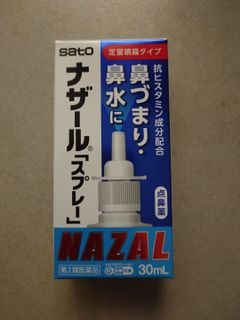 sato
定量噴霧タイプ
抗ヒスタミン成分配合
鼻づまり・
鼻水に
ナザール®「スプレー」
点鼻薬
NAZAL
第2類医薬品
30mL